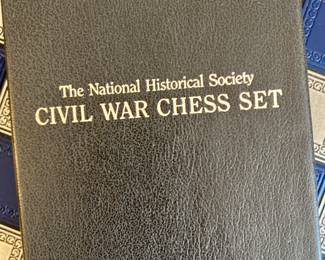 The National Historical Society
CIVIL WAR CHESS SET